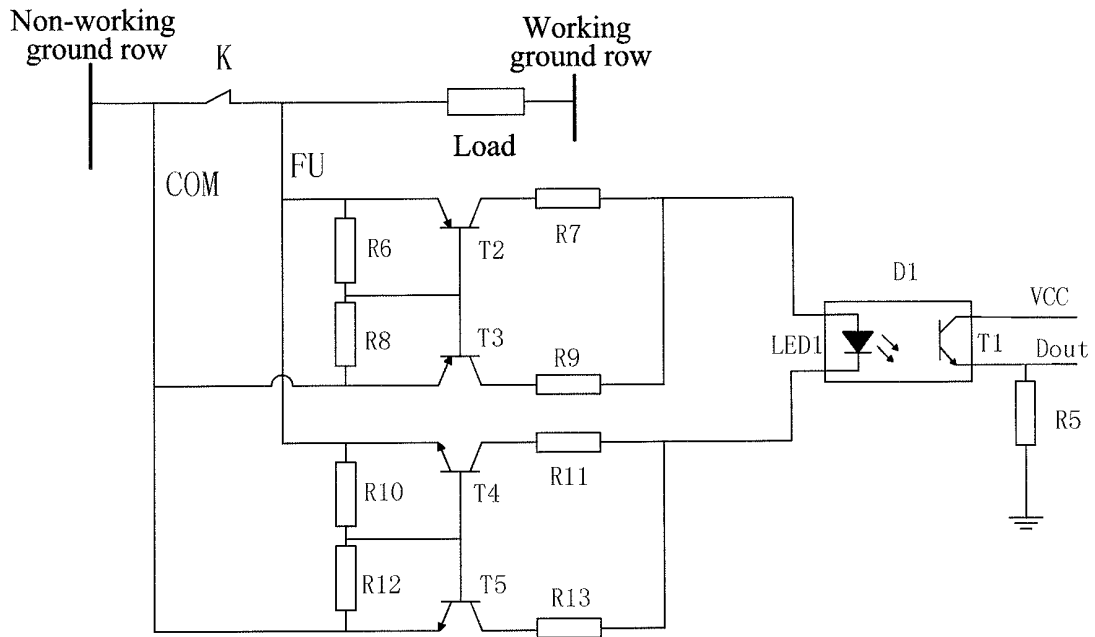 Non-working
ground row
K
Working
ground row
Load
COM
FU
R6
T2
R7
R8
T3
R9
D1
VCC
LED1
T1
Dout
R5
R10
T4
R11
R12
T5
R13